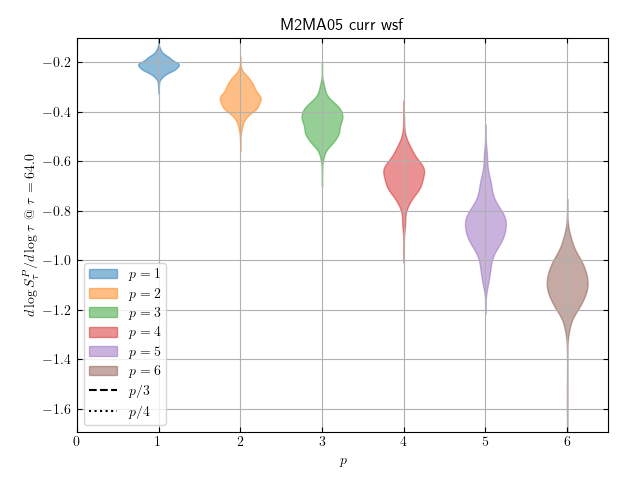 M2MA05 curr wsf
d log S_τ^P / d log τ @ τ = 64.0
−0.2
−0.4
−0.6
−0.8
−1.0
−1.2
−1.4
−1.6
p = 1
p = 2
p = 3
p = 4
p = 5
p = 6
p/3
p/4
0 1 2 3 4 5 6
p